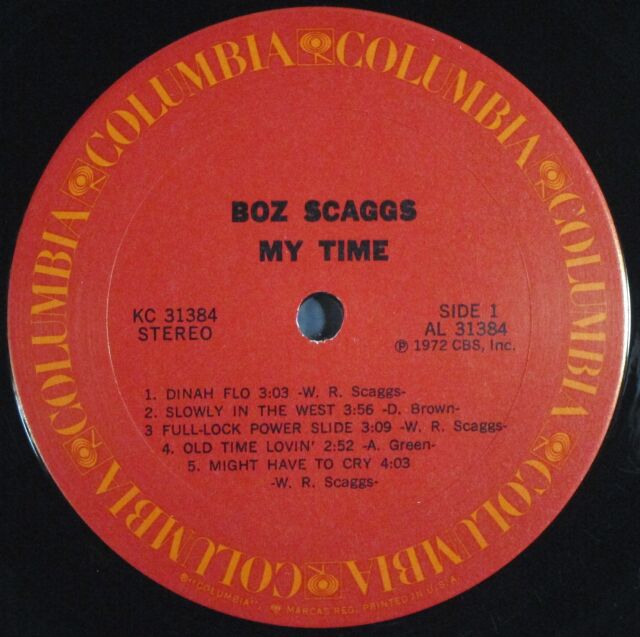 COLUMBIA COLUMBIA COLUMBIA COLUMBIA COLUMBIA COLUMBIA
BOZ SCAGGS
MY TIME
KC 31384
STEREO
SIDE 1
AL 31384
Ⓟ 1972 CBS, Inc.
1. DINAH FLO 3:03 -W. R. Scaggs-
2. SLOWLY IN THE WEST 3:56 -D. Brown-
3 FULL-LOCK POWER SLIDE 3:09 -W. R. Scaggs-
4. OLD TIME LOVIN' 2:52 -A. Green-
5. MIGHT HAVE TO CRY 4:03
-W. R. Scaggs-
®"COLUMBIA", MARCAS REG. PRINTED IN U.S.A.